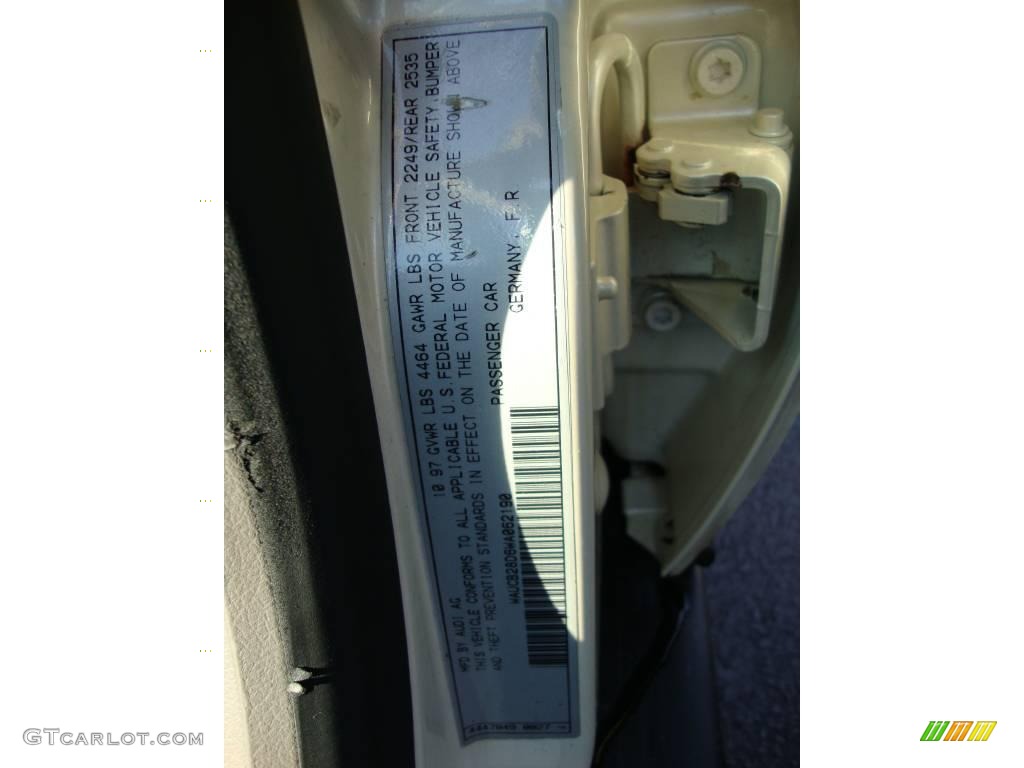 MFD BY AUDI AG 10 97 GVWR LBS 4464 GAWR LBS FRONT 2249/REAR 2535
THIS VEHICLE CONFORMS TO ALL APPLICABLE U.S.FEDERAL MOTOR VEHICLE SAFETY,BUMPER
AND THEFT PREVENTION STANDARDS IN EFFECT ON THE DATE OF MANUFACTURE SHOWN ABOVE
WAUCB28D6WA062190 PASSENGER CAR GERMANY, F R
GTCARLOT.COM